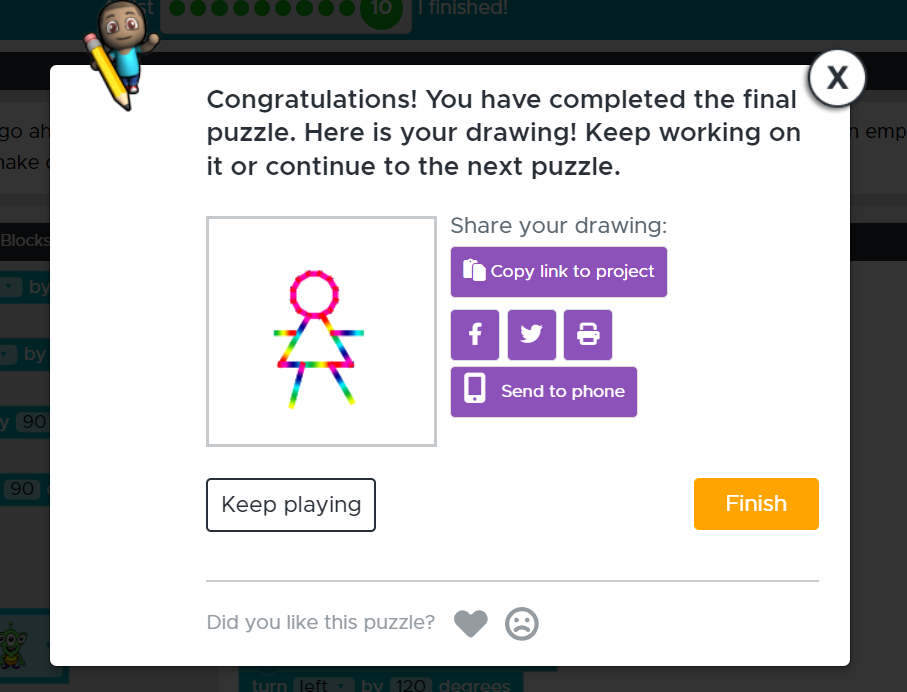 st
10
I finished!
X
Congratulations! You have completed the final
puzzle. Here is your drawing! Keep working on
it or continue to the next puzzle.
go ah
n emp
make
Blocks
Share your drawing:
Copy link to project
by
by
Send to phone
y 90
90
Keep playing
Finish
Did you like this puzzle?
turn left by 120 degrees